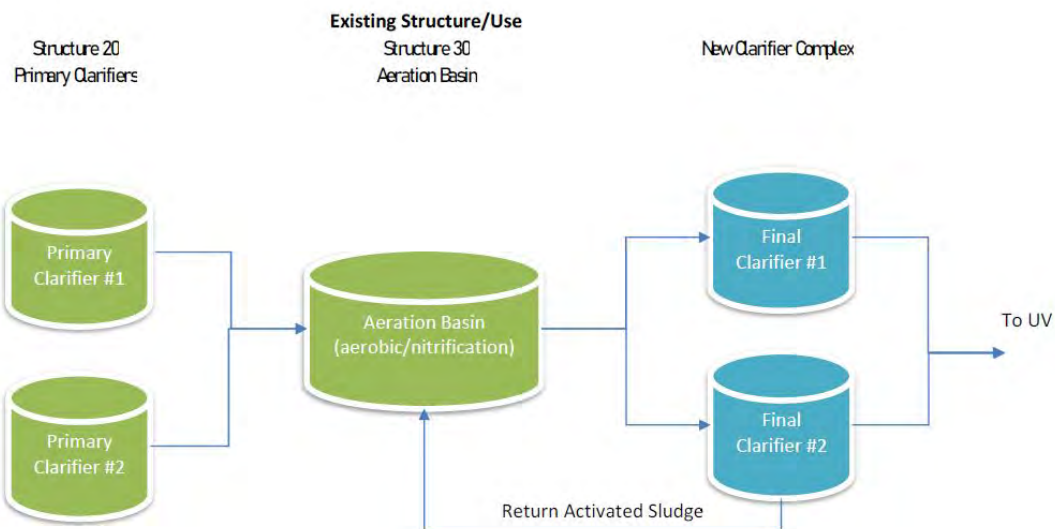 Existing Structure/Use
Structure 20
Primary Clarifiers
Structure 30
Aeration Basin
New Clarifier Complex
Primary
Clarifier #1
Primary
Clarifier #2
Aeration Basin
(aerobic/nitrification)
Final
Clarifier #1
Final
Clarifier #2
To UV
Return Activated Sludge